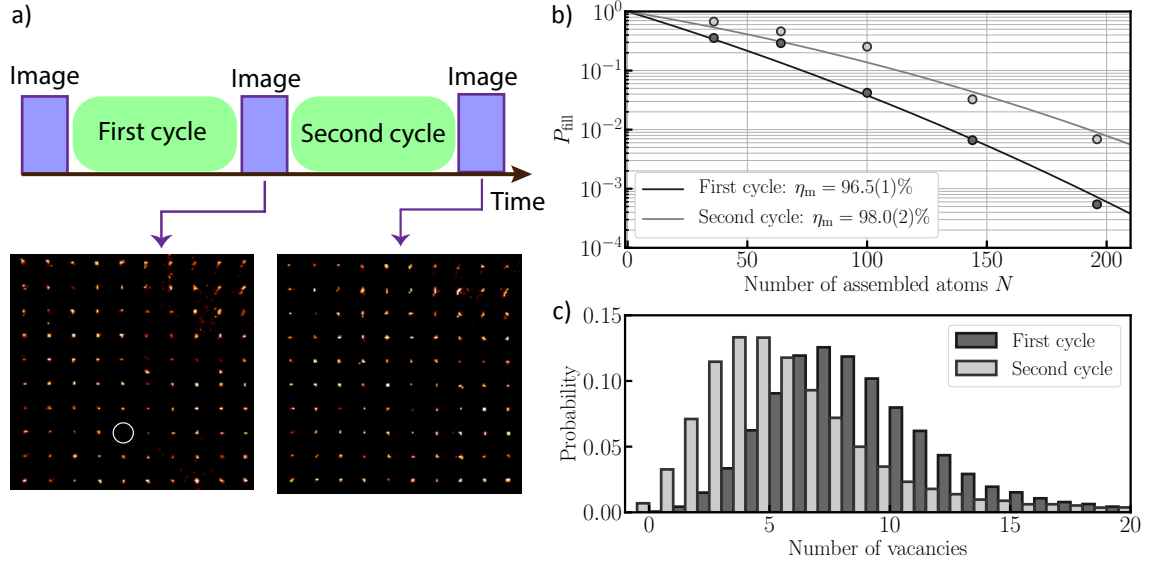 a)
Image
Image
Image
First cycle
Second cycle
Time
b)
10⁰
10⁻¹
10⁻²
10⁻³
10⁻⁴
P_fill
First cycle: η_m = 96.5(1)%
Second cycle: η_m = 98.0(2)%
0 50 100 150 200
Number of assembled atoms N
c)
0.15
0.10
0.05
0.00
Probability
First cycle
Second cycle
0 5 10 15 20
Number of vacancies